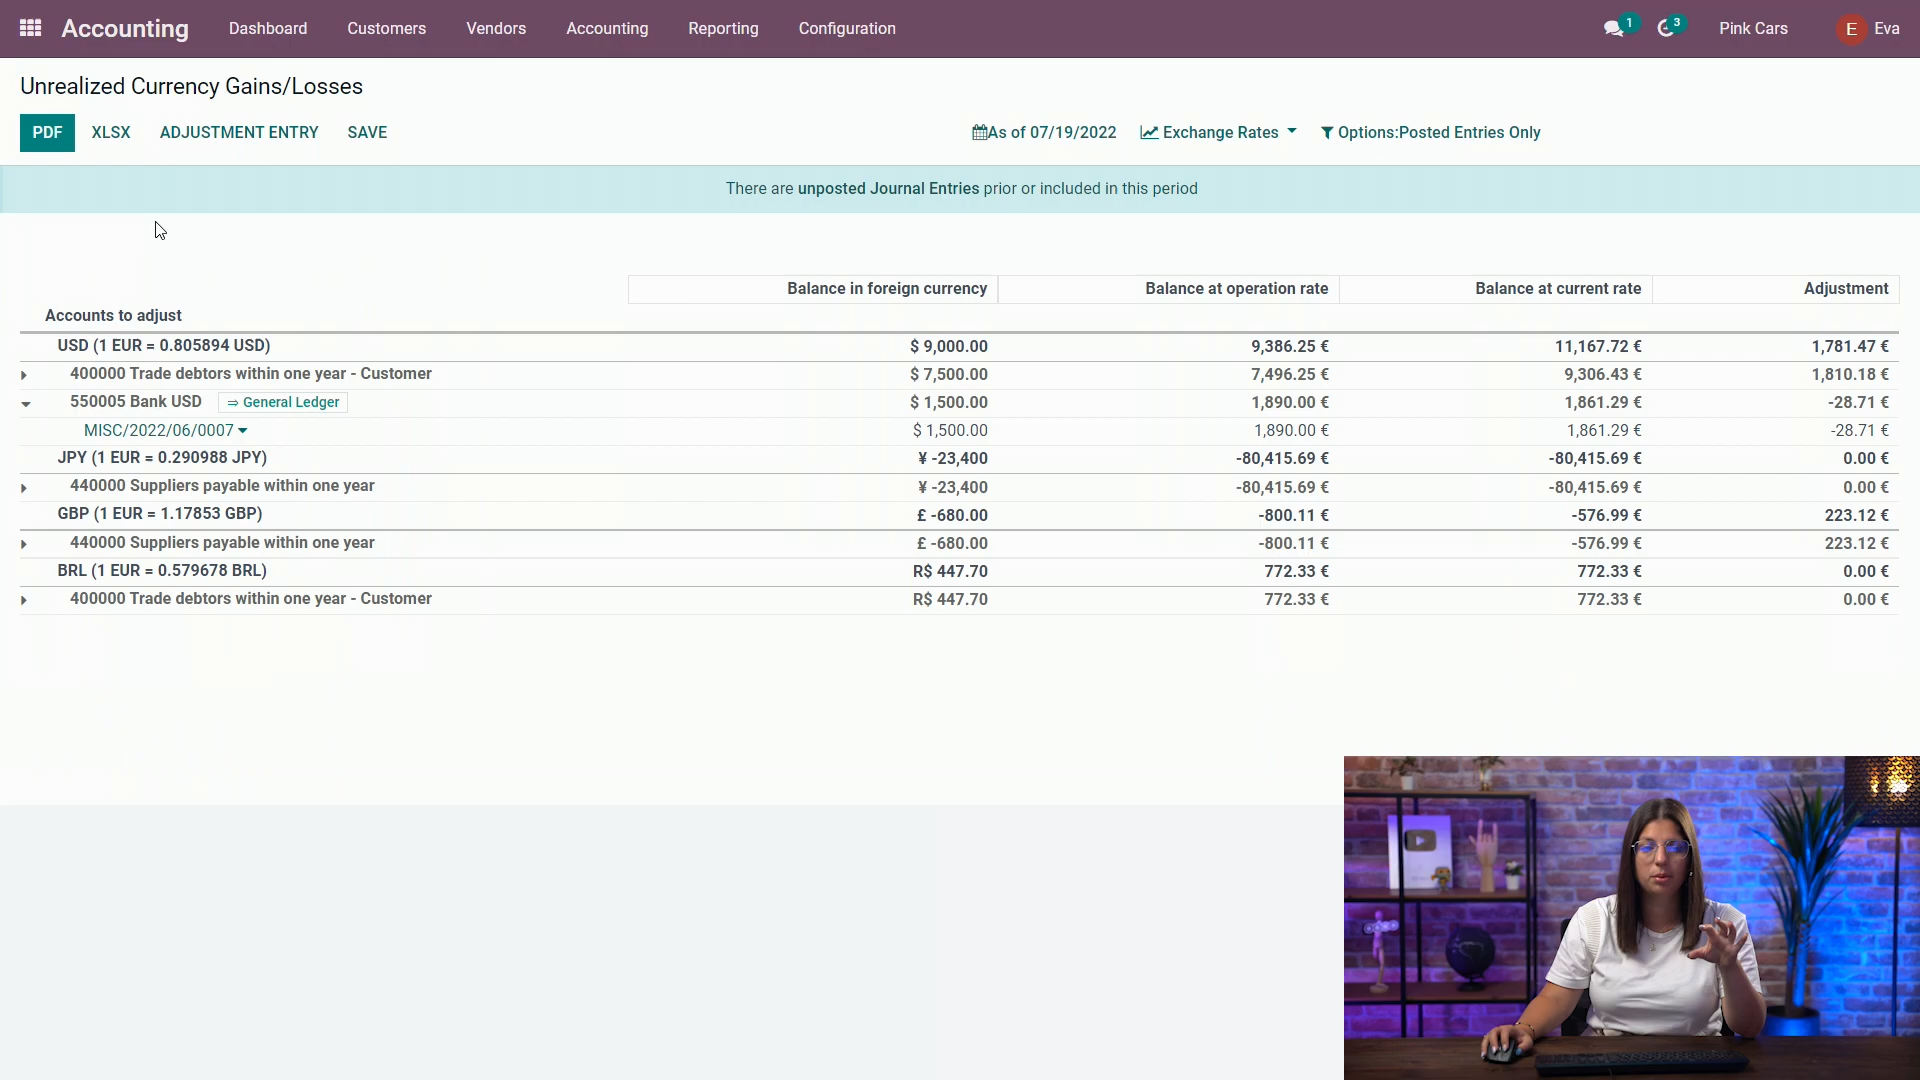 Accounting Dashboard Customers Vendors Accounting Reporting Configuration 1 3 Pink Cars E Eva
Unrealized Currency Gains/Losses
PDF XLSX ADJUSTMENT ENTRY SAVE As of 07/19/2022 Exchange Rates Options:Posted Entries Only
There are unposted Journal Entries prior or included in this period
Balance in foreign currency Balance at operation rate Balance at current rate Adjustment
Accounts to adjust
USD (1 EUR = 0.805894 USD) $ 9,000.00 9,386.25 € 11,167.72 € 1,781.47 €
400000 Trade debtors within one year - Customer $ 7,500.00 7,496.25 € 9,306.43 € 1,810.18 €
550005 Bank USD ⇒ General Ledger $ 1,500.00 1,890.00 € 1,861.29 € -28.71 €
MISC/2022/06/0007 $ 1,500.00 1,890.00 € 1,861.29 € -28.71 €
JPY (1 EUR = 0.290988 JPY) ¥ -23,400 -80,415.69 € -80,415.69 € 0.00 €
440000 Suppliers payable within one year ¥ -23,400 -80,415.69 € -80,415.69 € 0.00 €
GBP (1 EUR = 1.17853 GBP) £ -680.00 -800.11 € -576.99 € 223.12 €
440000 Suppliers payable within one year £ -680.00 -800.11 € -576.99 € 223.12 €
BRL (1 EUR = 0.579678 BRL) R$ 447.70 772.33 € 772.33 € 0.00 €
400000 Trade debtors within one year - Customer R$ 447.70 772.33 € 772.33 € 0.00 €